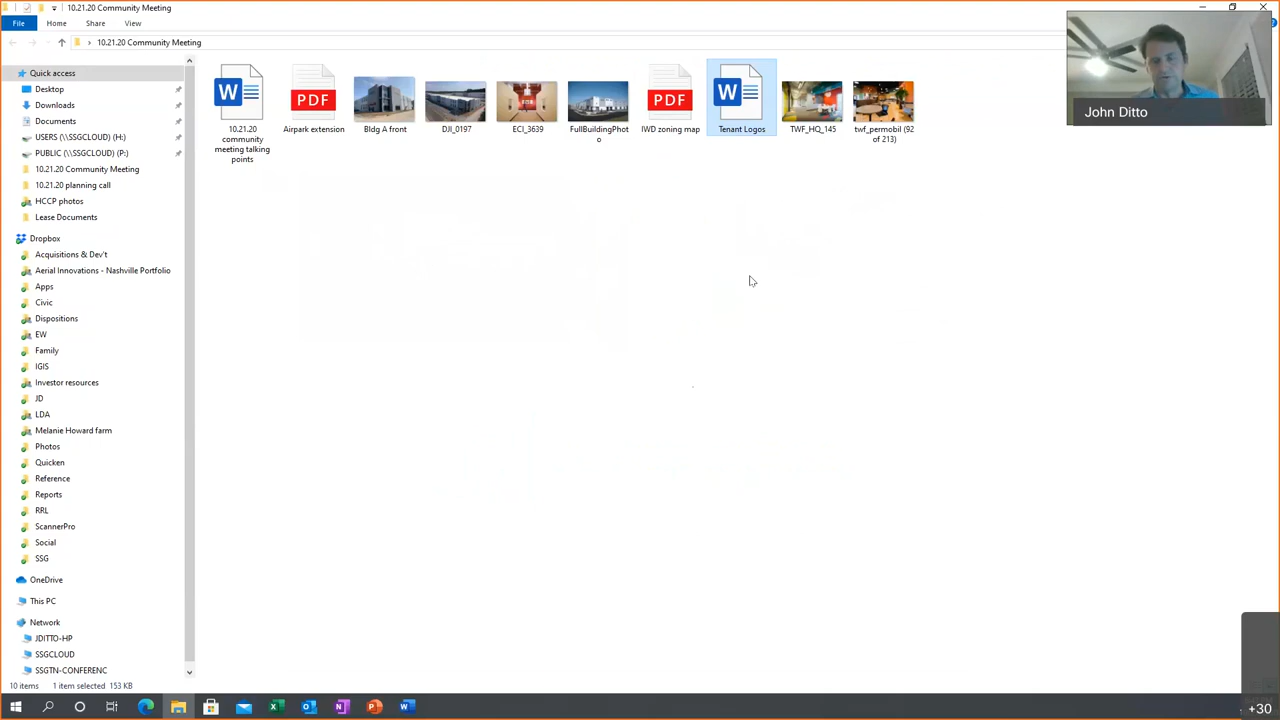 10.21.20 Community Meeting
File Home Share View
10.21.20 Community Meeting
John Ditto
Quick access
Desktop
Downloads
Documents
USERS (\\SSGCLOUD) (H:)
PUBLIC (\\SSGCLOUD) (P:)
10.21.20 Community Meeting
10.21.20 planning call
HCCP photos
Lease Documents
Dropbox
Acquisitions & Dev't
Aerial Innovations - Nashville Portfolio
Apps
Civic
Dispositions
EW
Family
IGIS
Investor resources
JD
LDA
Melanie Howard farm
Photos
Quicken
Reference
Reports
RRL
ScannerPro
Social
SSG
OneDrive
This PC
Network
JDITTO-HP
SSGCLOUD
SSGTN-CONFERENC
10.21.20
community
meeting talking
points
Airpark extension
Bldg A front
DJI_0197
ECI_3639
FullBuildingPhot
o
IWD zoning map
Tenant Logos
TWF_HQ_145
twf_permobil (92
of 213)
W
PDF
PDF
W
10 items 1 item selected 153 KB
+30